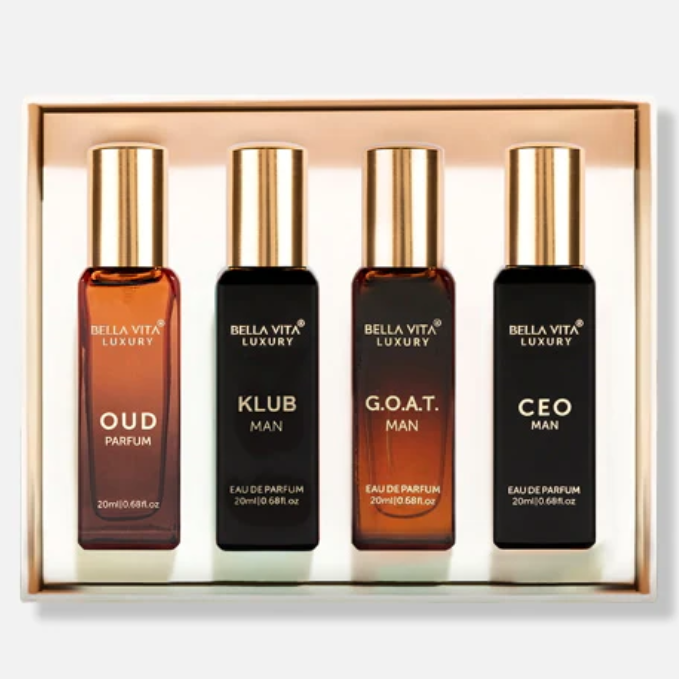 BELLA VITA®
LUXURY
OUD
PARFUM
20ml|0.68fl.oz
BELLA VITA®
LUXURY
KLUB
MAN
EAU DE PARFUM
20ml|0.68fl.oz
BELLA VITA®
LUXURY
G.O.A.T.
MAN
EAU DE PARFUM
20ml|0.68fl.oz
BELLA VITA®
LUXURY
CEO
MAN
EAU DE PARFUM
20ml|0.68fl.oz